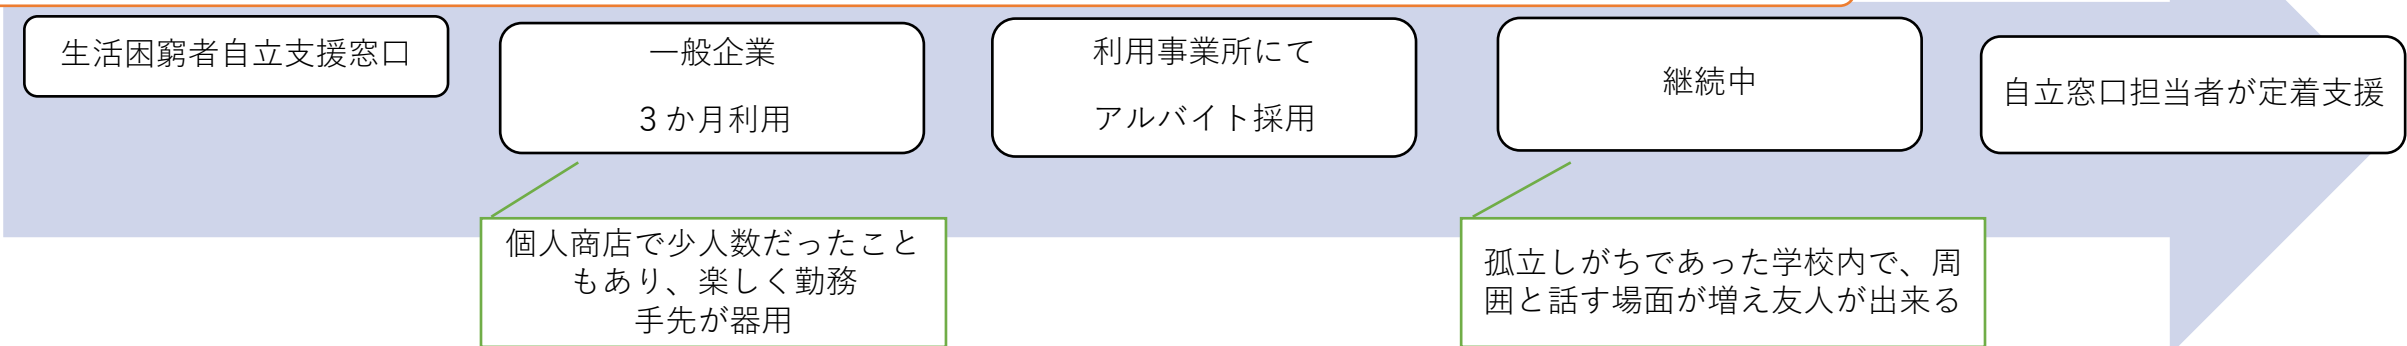 生活困窮者自立支援窓口
一般企業
３か月利用
利用事業所にて
アルバイト採用
継続中
自立窓口担当者が定着支援
個人商店で少人数だったこと
もあり、楽しく勤務
手先が器用
孤立しがちであった学校内で、周
囲と話す場面が増え友人が出来る